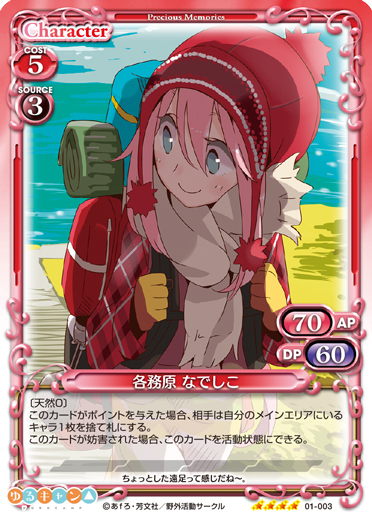 Precious Memories
Character
COST
5
SOURCE
3
70 AP
DP 60
各務原 なでしこ
〔天然0〕
このカードがポイントを与えた場合、相手は自分のメインエリアにいる
キャラ1枚を捨て札にする。
このカードが妨害された場合、このカードを活動状態にできる。
ちょっとした遠足って感じだね~。
ゆるキャン△
©あfろ・芳文社/野外活動サークル
01-003